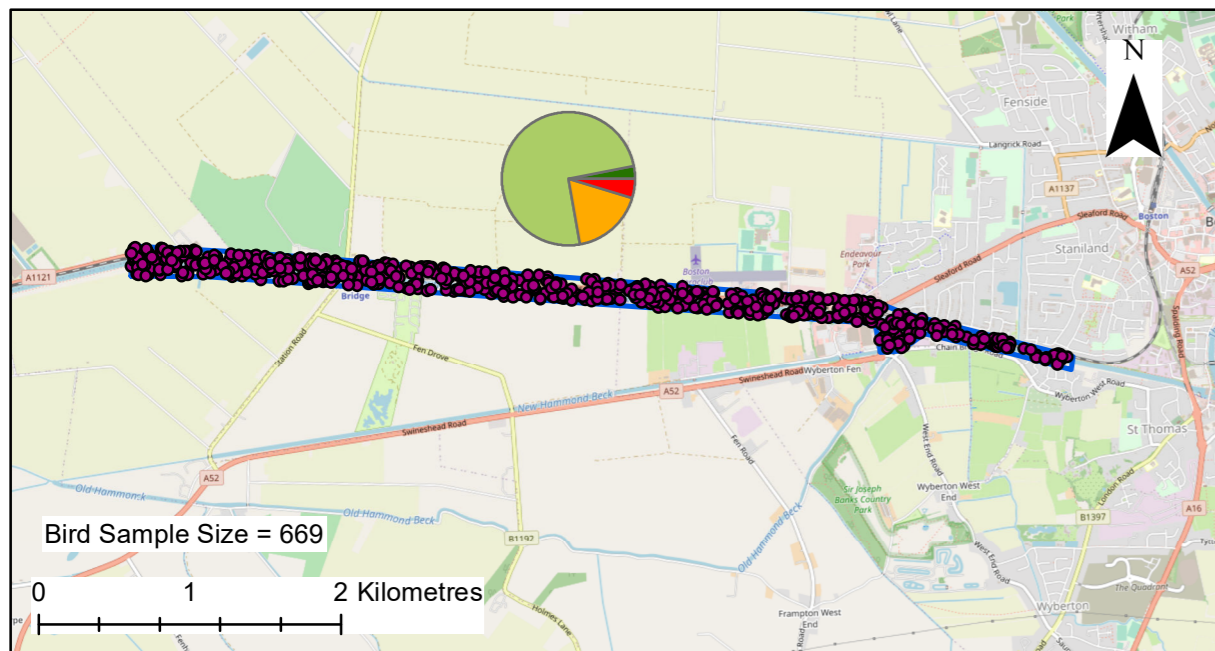 Witham
N
Fenside
Langrick Road
A1137
Sleaford Road
Boston
Staniland
Endeavour
Park
A1121
Boston
A52
Sleaford Road
Bridge
Spalding Road
Fen Drove
Chain
Road
Wyberton Fen
Swineshead Road
A52
Wyberton West Road
New Hammond Beck
St Thomas
Swineshead Road
Fen Road
West End Road
London Road
A52
Sir Joseph
Banks Country
Park
Wyberton West
End
Old Hammond Beck
A16
Old Hammond Beck
B1397
Bird Sample Size = 669
B1192
Old Hammond Beck
West End Road
The Quadrant
0 1 2 Kilometres
Holmes Lane
Wyberton
Frampton West
End